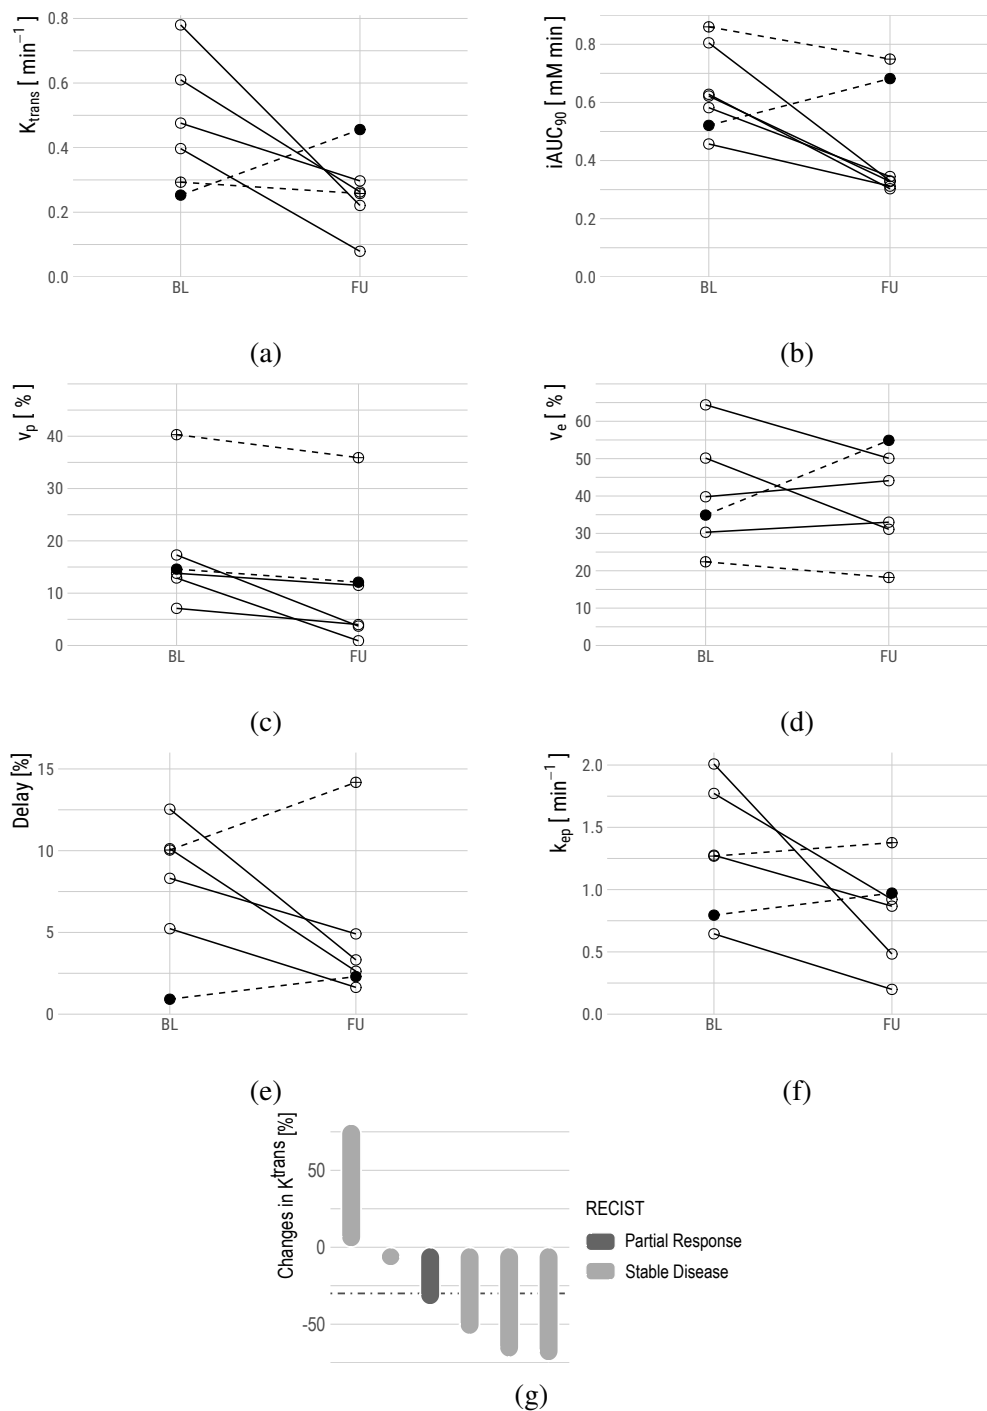 K_trans [ min⁻¹ ]
0.8
0.6
0.4
0.2
0.0
BL FU
(a)
iAUC₉₀ [ mM min ]
0.8
0.6
0.4
0.2
0.0
BL FU
(b)
v_p [ % ]
40
30
20
10
0
BL FU
(c)
v_e [ % ]
60
50
40
30
20
10
0
BL FU
(d)
Delay [%]
15
10
5
0
BL FU
(e)
k_ep [ min⁻¹ ]
2.0
1.5
1.0
0.5
0.0
BL FU
(f)
Changes in K^trans [%]
50
0
-50
RECIST
Partial Response
Stable Disease
(g)